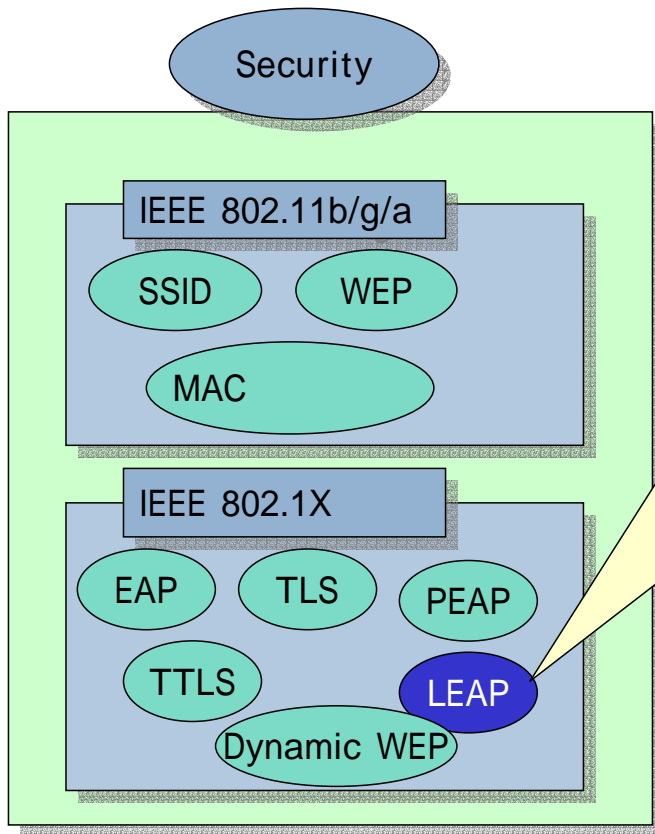 Security
IEEE 802.11b/g/a
SSID
WEP
MAC
IEEE 802.1X
EAP
TLS
PEAP
TTLS
LEAP
Dynamic WEP